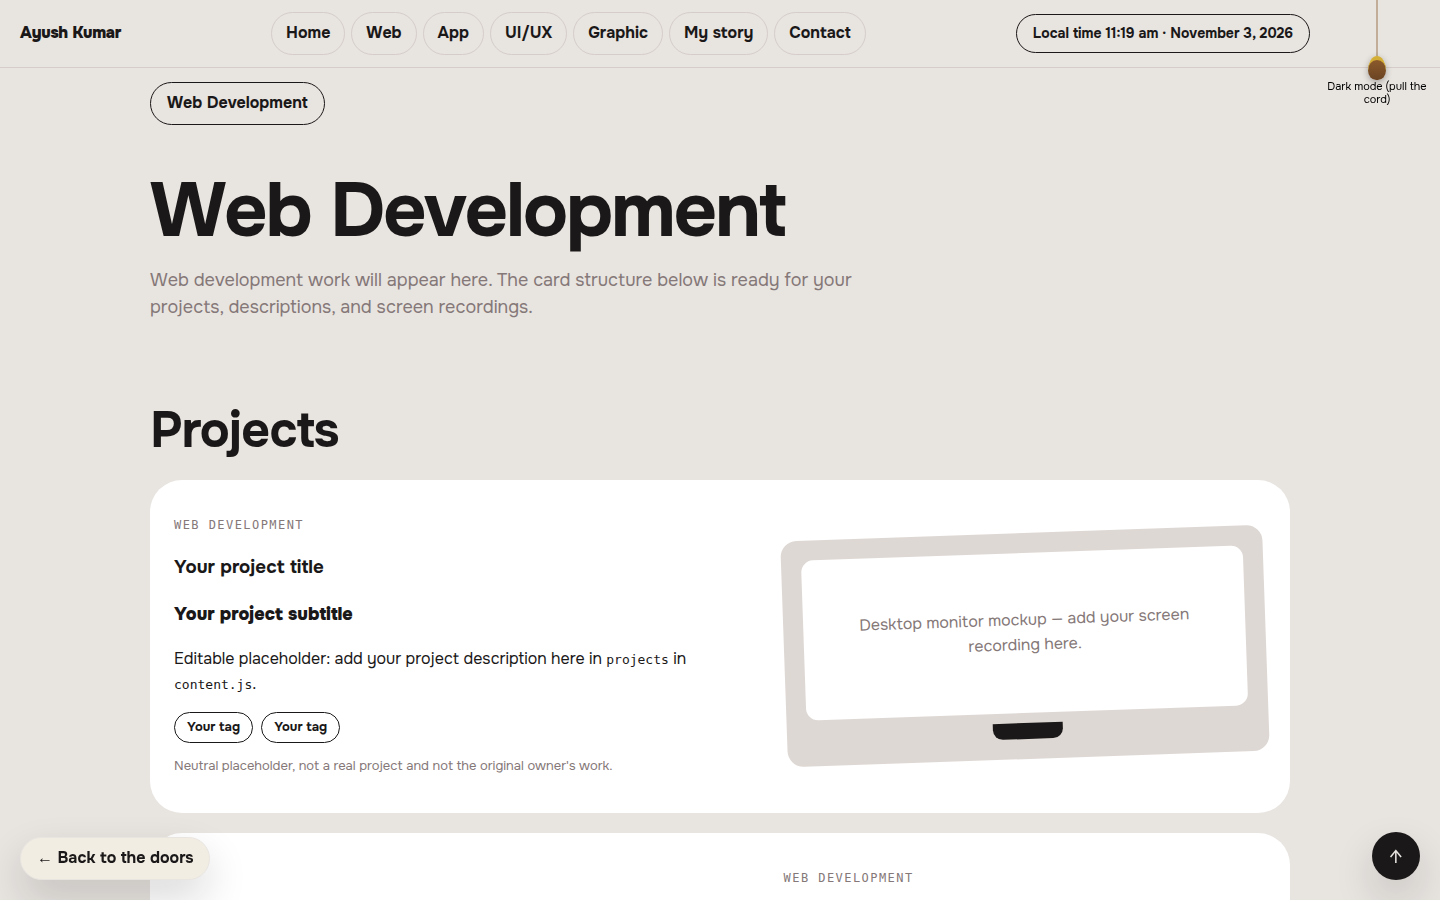 Ayush Kumar
Home
Web
App
UI/UX
Graphic
My story
Contact
Local time 11:19 am · November 3, 2026
Dark mode (pull the
cord)
Web Development
Web Development
Web development work will appear here. The card structure below is ready for your
projects, descriptions, and screen recordings.
Projects
WEB DEVELOPMENT
Your project title
Your project subtitle
Editable placeholder: add your project description here in projects in
content.js.
Your tag
Your tag
Neutral placeholder, not a real project and not the original owner's work.
Desktop monitor mockup — add your screen
recording here.
← Back to the doors
WEB DEVELOPMENT